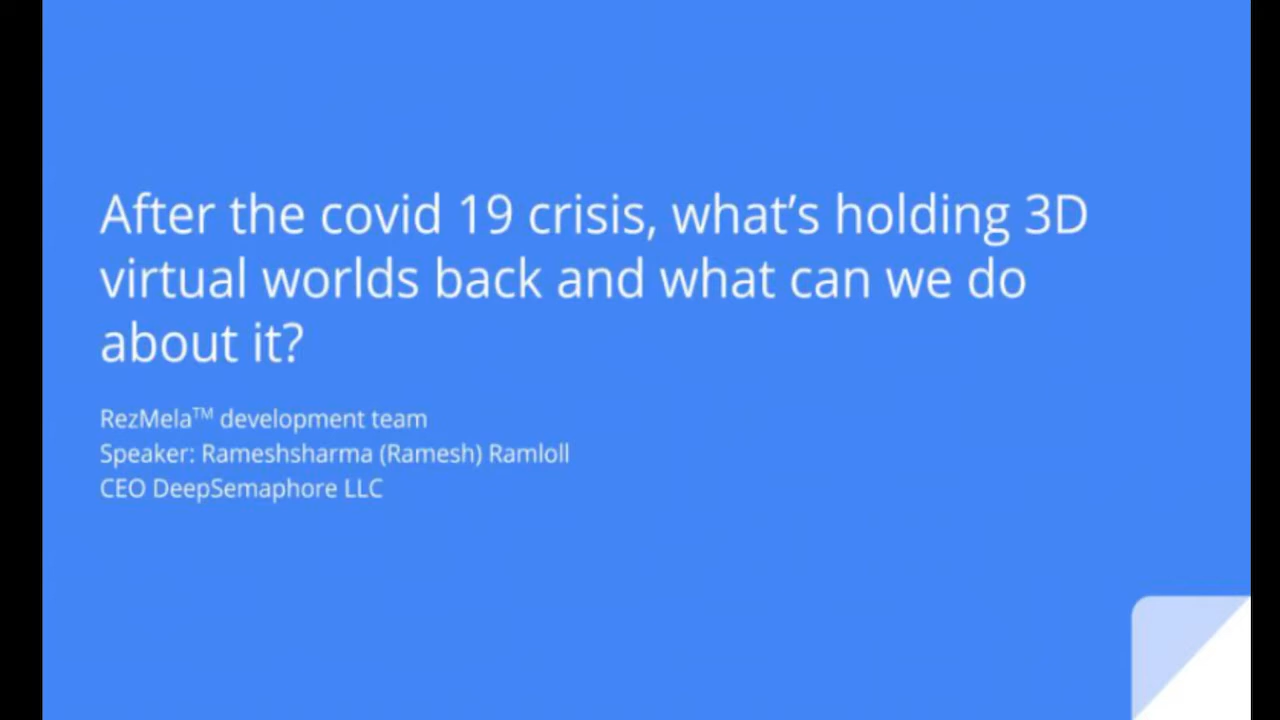 After the covid 19 crisis, what’s holding 3D
virtual worlds back and what can we do
about it?
RezMela™ development team
Speaker: Rameshsharma (Ramesh) Ramloll
CEO DeepSemaphore LLC